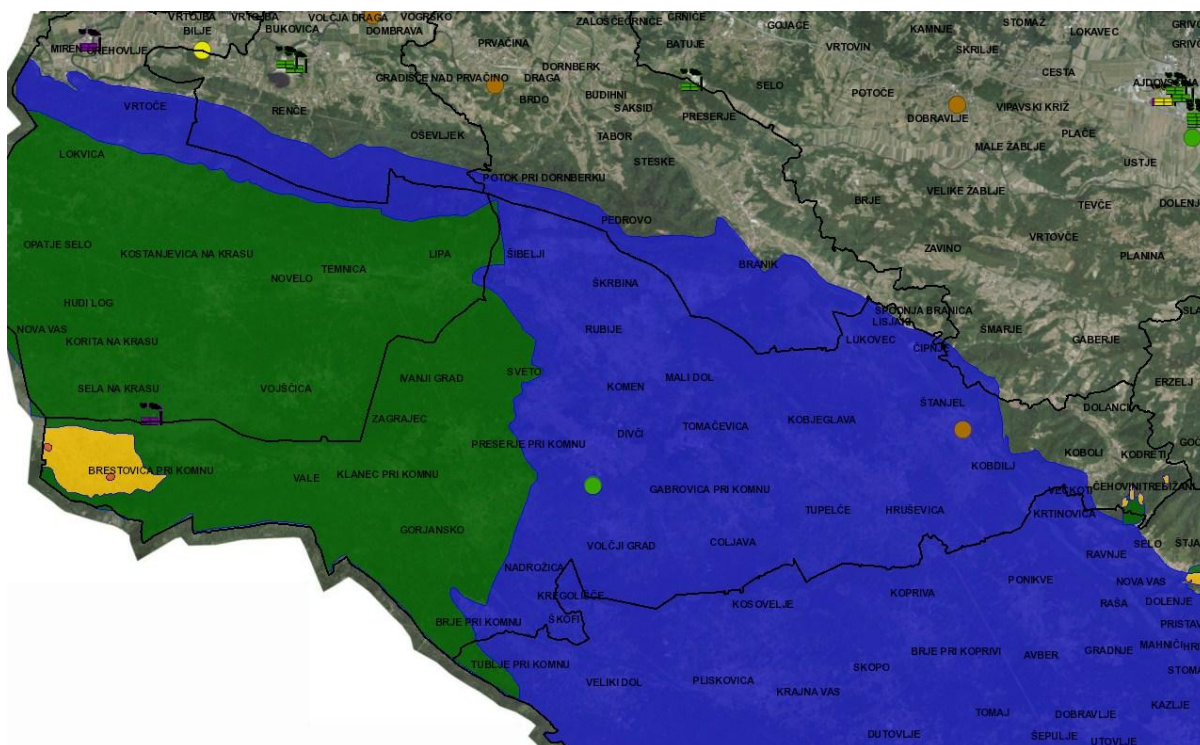 VRTOJBA
VRTOJBA
VOLČJA DRAGA
VOGRSKO
BILJE
BUKOVICA
DOMBRAVA
MIREN
ZALOŠČE
ČRNIČE
GOJAČE
KAMNJE
STOMAŽ
LOKAVEC
PRVAČINA
BATUJE
VRTOVIN
SKRILJE
DORNBERK
GRADIŠČE NAD PRVAČINO
DRAGA
SELO
CESTA
AJDOVŠČINA
BRDO
BUDIHNI
POTOČE
VRTOČE
RENČE
SAKSID
PRESERJE
DOBRAVLJE
VIPAVSKI KRIŽ
OŠEVLJEK
TABOR
PLAČE
MALE ŽABLJE
LOKVICA
STESKE
USTJE
POTOK PRI DORNBERKU
BRJE
VELIKE ŽABLJE
TEVČE
DOLENJ
PEDROVO
OPATJE SELO
KOSTANJEVICA NA KRASU
LIPA
ŠIBELJI
ZAVINO
VRTOVČE
TEMNICA
BRANIK
PLANINA
NOVELO
ŠKRBINA
HUDI LOG
SPODNJA BRANICA
LISJAKI
NOVA VAS
RUBIJE
ŠMARJE
KORITA NA KRASU
LUKOVEC
ČIPNJE
GABERJE
SVETO
IVANJI GRAD
MALI DOL
ERZELJ
SELA NA KRASU
VOJŠČICA
KOMEN
ŠTANJEL
DOLANCI
ZAGRAJEC
KOBJEGLAVA
DIVČI
TOMAČEVICA
PRESERJE PRI KOMNU
KOBOLI
KODRETI
BRESTOVICA PRI KOMNU
KOBDILJ
VALE
KLANEC PRI KOMNU
GABROVICA PRI KOMNU
ČEHOVINI
TUPELČE
HRUŠEVICA
KRTINOVICA
GORJANSKO
VOLČJI GRAD
COLJAVA
SELO
RAVNJE
NADROŽICA
PONIKVE
NOVA VAS
KREGOLIŠČE
KOPRIVA
KOSOVELJE
RAŠA
DOLENJE
ŠKOFI
BRJE PRI KOMNU
PRISTAV
BRJE PRI KOPRIVI
AVBER
GRADNJE
MAHNIČI
TUBLJE PRI KOMNU
SKOPO
VELIKI DOL
PLISKOVICA
KRAJNA VAS
KAZLJE
TOMAJ
DOBRAVLJE
DUTOVLJE
ŠEPULJE
UTOVLJE